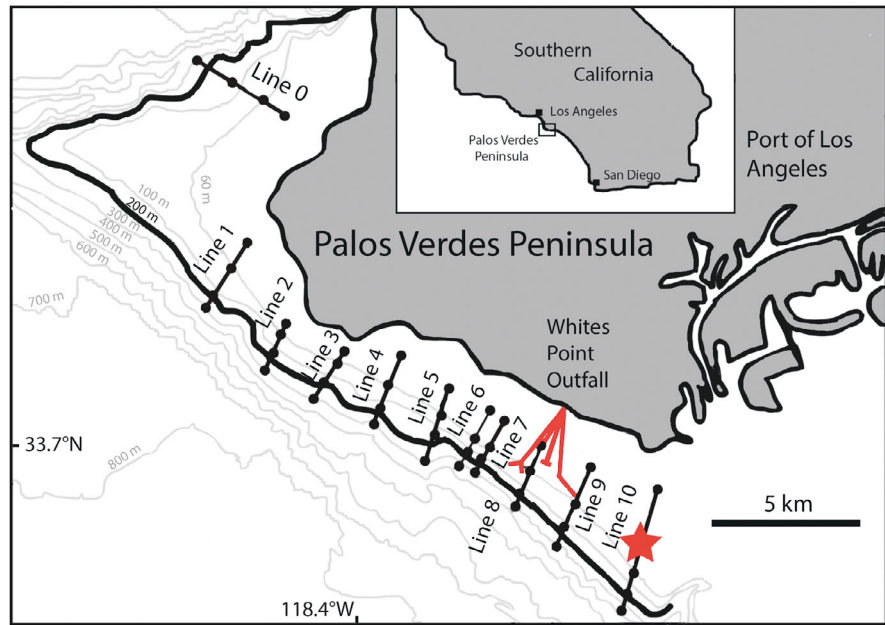 Line 0
Southern
California
Los Angeles
Palos Verdes
Peninsula
San Diego
Port of Los
Angeles
60 m
100 m
200 m
300 m
400 m
500 m
600 m
700 m
800 m
Palos Verdes Peninsula
Line 1
Line 2
Line 3
Line 4
Line 5
Line 6
Line 7
Line 8
Line 9
Line 10
Whites
Point
Outfall
33.7°N
5 km
118.4°W